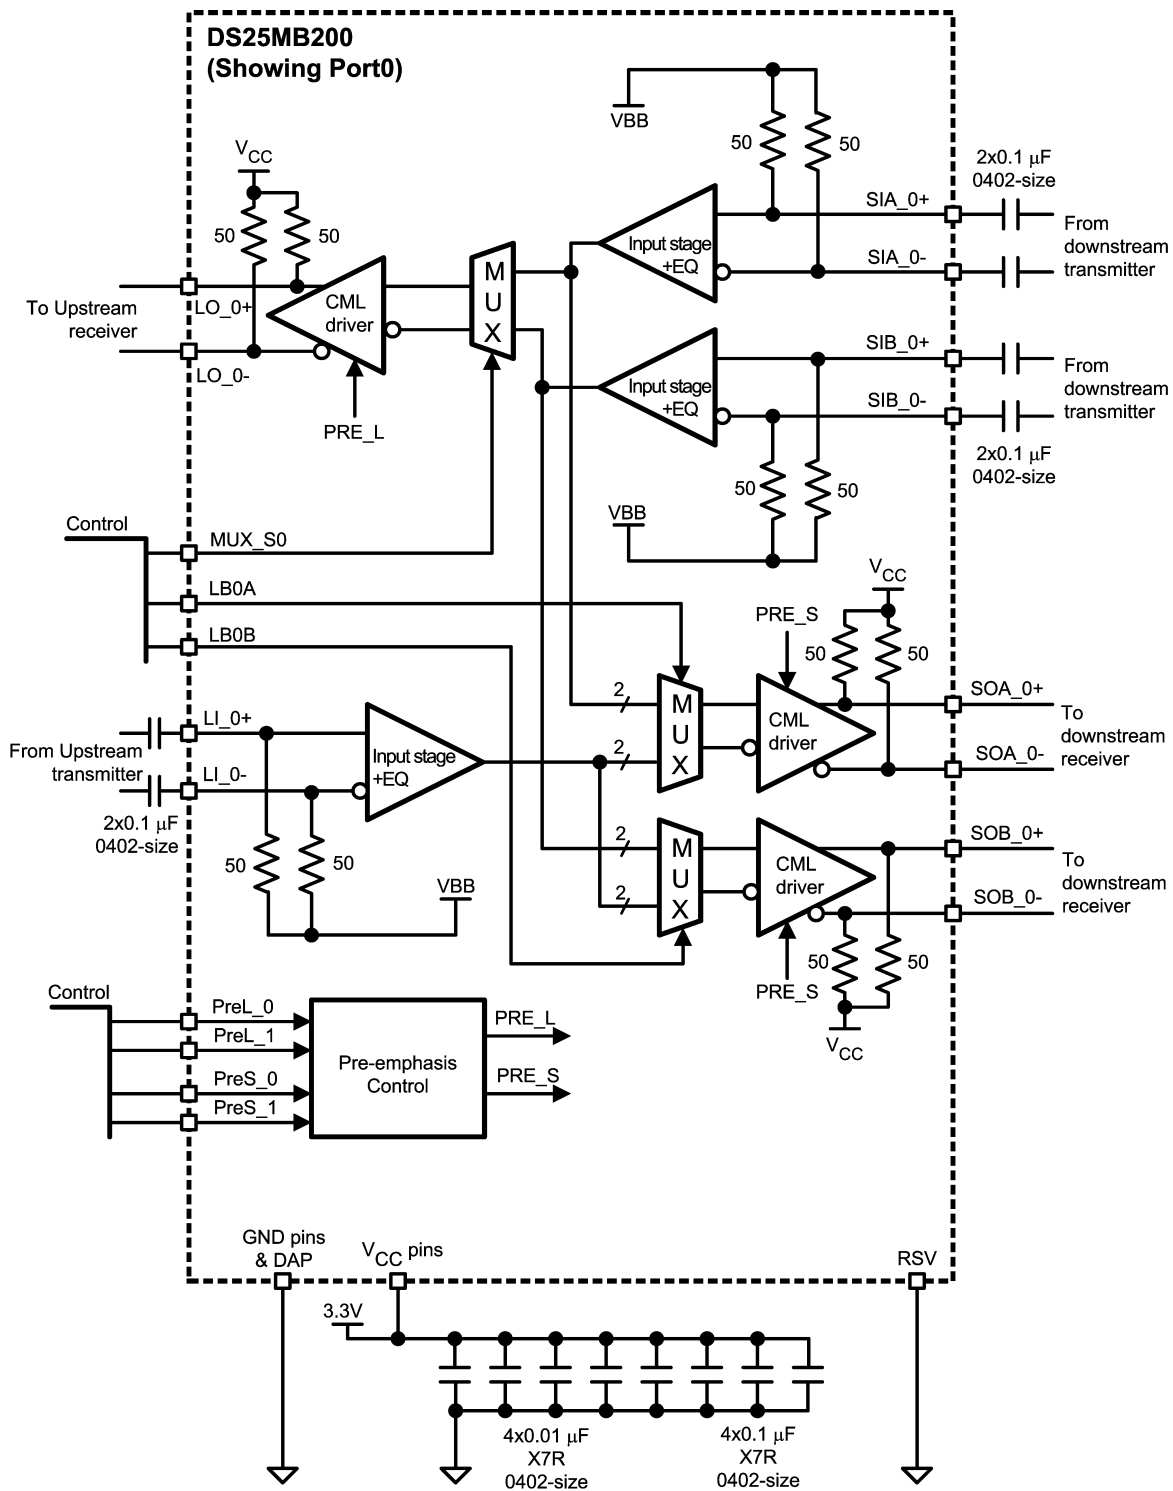 DS25MB200
(Showing Port0)
VBB
50
50
2x0.1 μF
0402-size
VCC
50
50
SIA_0+
SIA_0-
From
downstream
transmitter
Input stage
+EQ
M
U
X
CML
driver
LO_0+
LO_0-
To Upstream
receiver
PRE_L
Input stage
+EQ
SIB_0+
SIB_0-
From
downstream
transmitter
2x0.1 μF
0402-size
50
50
VBB
Control
MUX_S0
LB0A
LB0B
VCC
PRE_S
50
50
2
2
M
U
X
CML
driver
SOA_0+
SOA_0-
To
downstream
receiver
LI_0+
LI_0-
From Upstream
transmitter
2x0.1 μF
0402-size
Input stage
+EQ
50
50
VBB
2
2
M
U
X
CML
driver
SOB_0+
SOB_0-
To
downstream
receiver
PRE_S
50
50
VCC
Control
PreL_0
PreL_1
PreS_0
PreS_1
Pre-emphasis
Control
PRE_L
PRE_S
GND pins
& DAP
VCC pins
RSV
3.3V
4x0.01 μF
X7R
0402-size
4x0.1 μF
X7R
0402-size